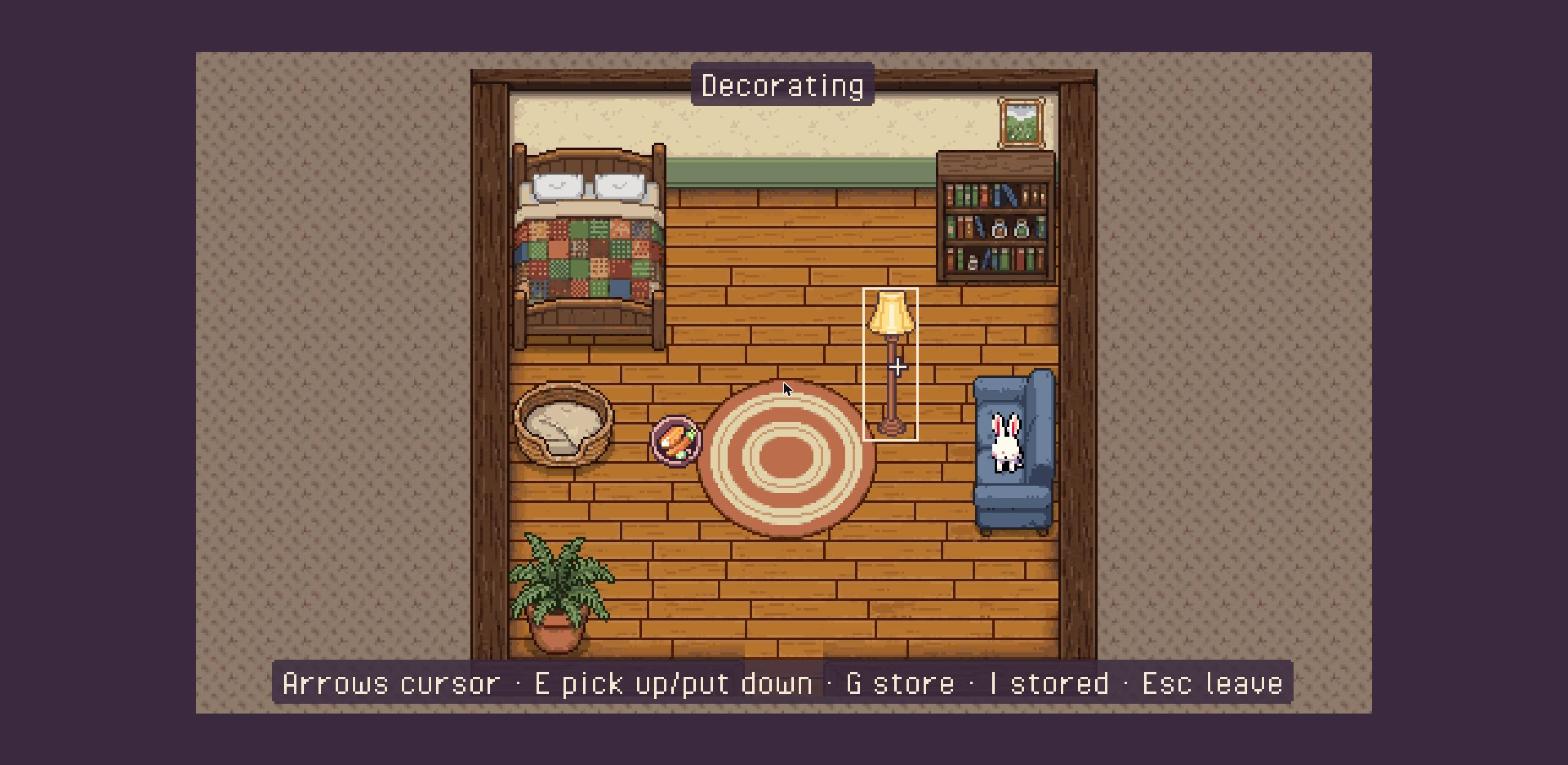 Decorating
Arrows cursor · E pick up/put down · G store · I stored · Esc leave